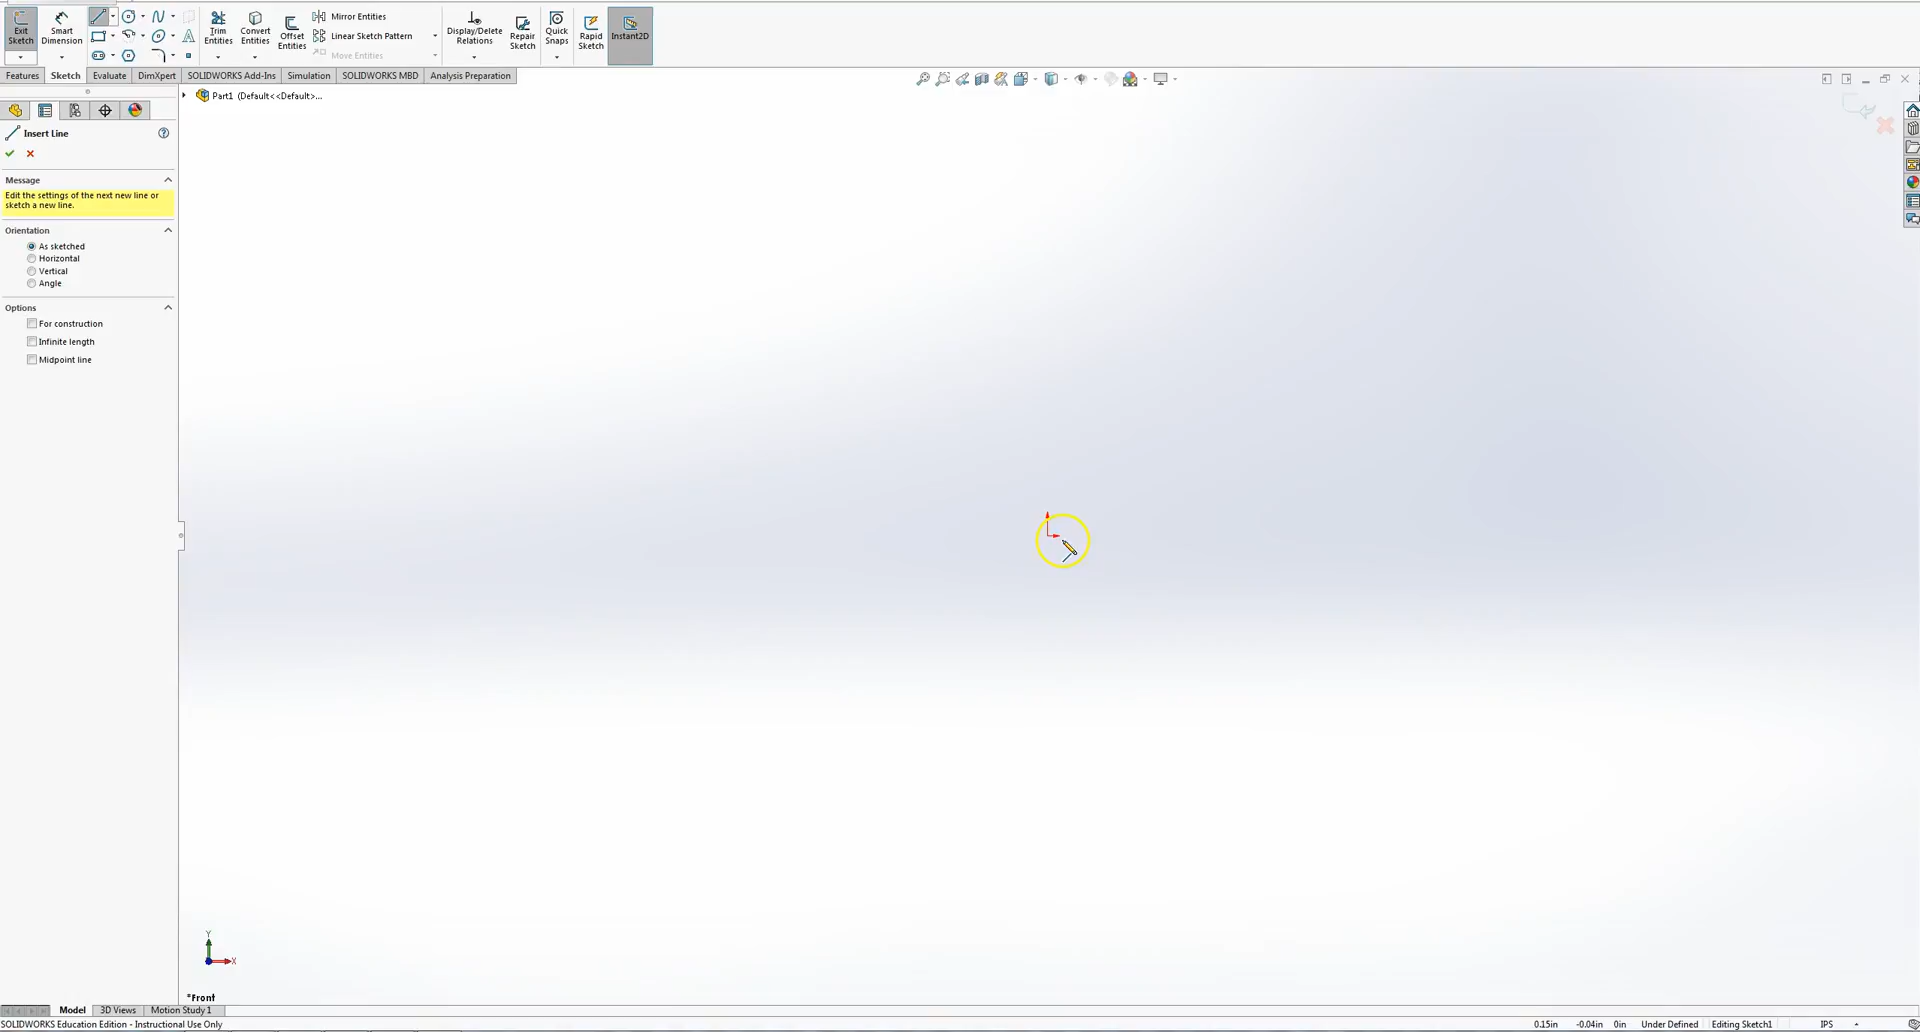 Exit Sketch
Smart Dimension
Trim Entities
Convert Entities
Offset Entities
Mirror Entities
Linear Sketch Pattern
Move Entities
Display/Delete Relations
Repair Sketch
Quick Snaps
Rapid Sketch
Instant2D
Features
Sketch
Evaluate
DimXpert
SOLIDWORKS Add-Ins
Simulation
SOLIDWORKS MBD
Analysis Preparation
Part1 (Default<<Default>...
Insert Line
Message
Edit the settings of the next new line or
sketch a new line.
Orientation
As sketched
Horizontal
Vertical
Angle
Options
For construction
Infinite length
Midpoint line
Y
X
*Front
Model
3D Views
Motion Study 1
SOLIDWORKS Education Edition - Instructional Use Only
0.15in
-0.04in
0in
Under Defined
Editing Sketch1
IPS